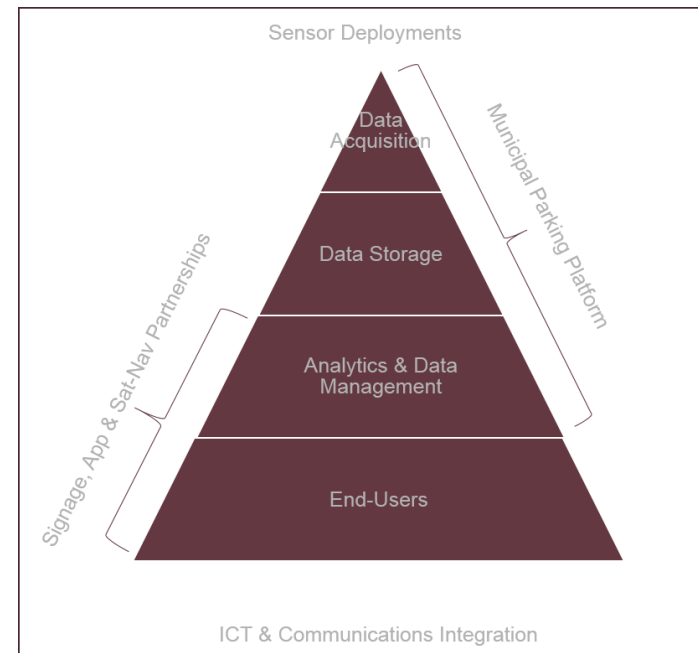 Sensor Deployments
Data
Acquisition
Municipal Parking Platform
Data Storage
Signage, App & Sat-Nav Partnerships
Analytics & Data
Management
End-Users
ICT & Communications Integration